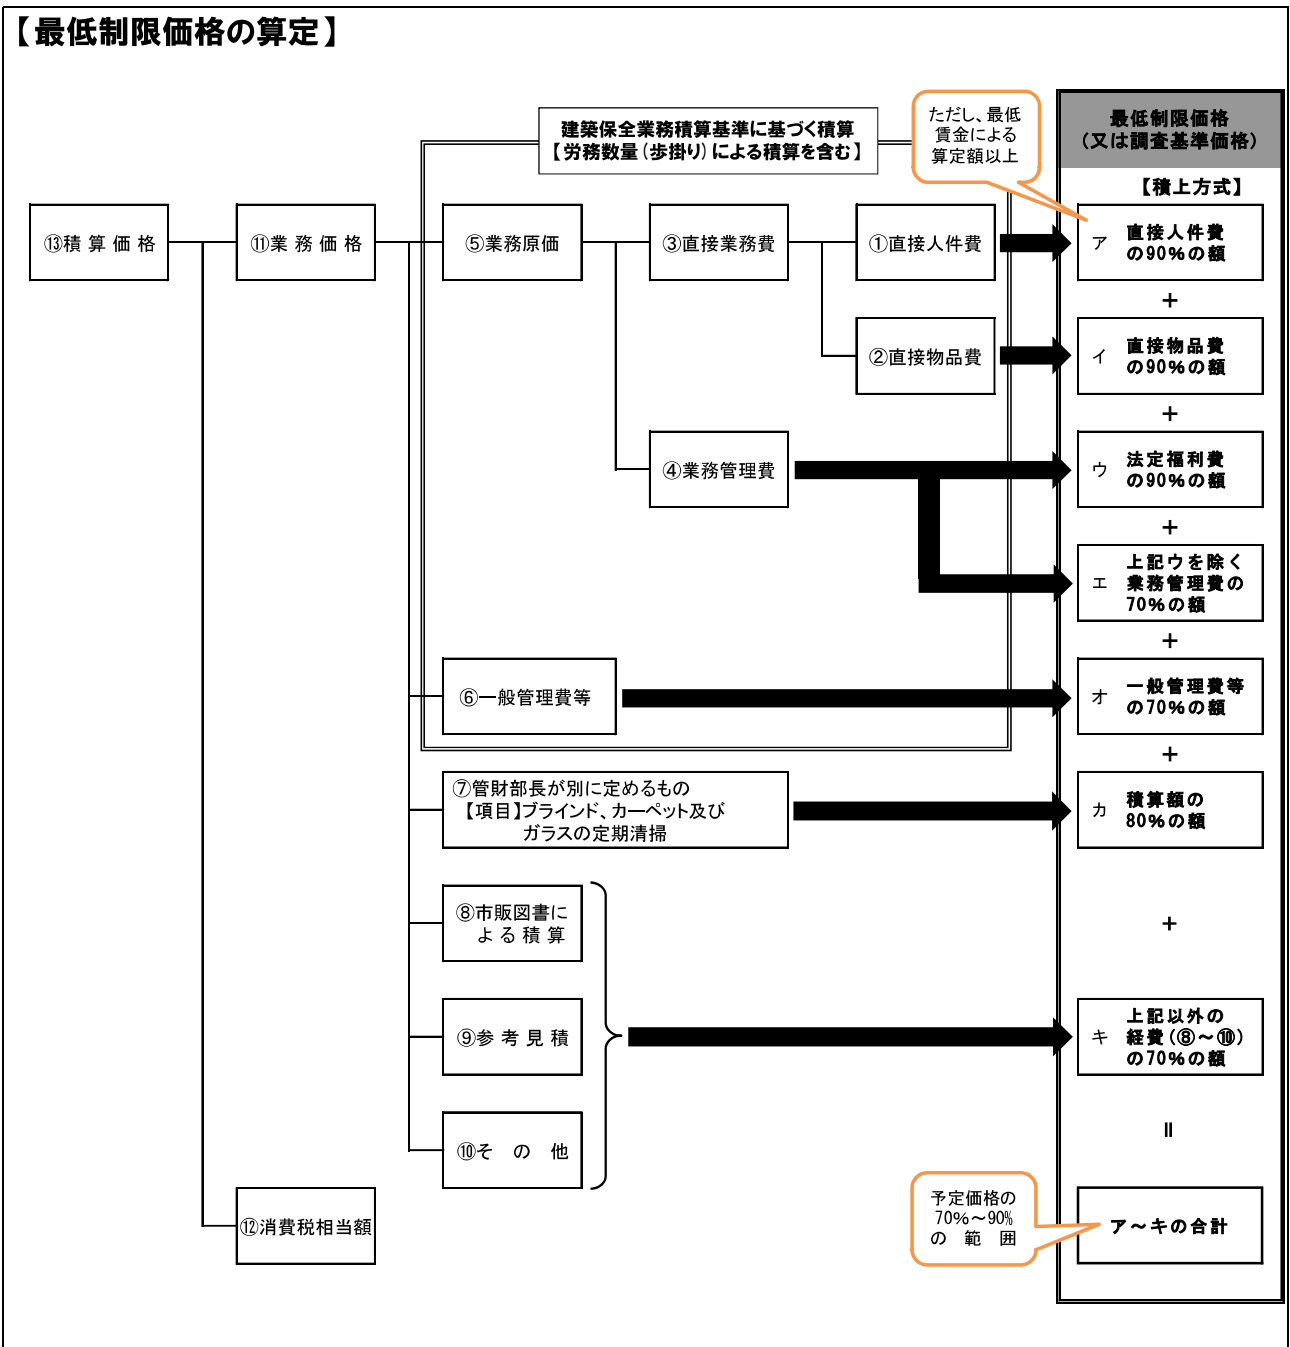 【最低制限価格の算定】
建築保全業務積算基準に基づく積算
【労務数量(歩掛り)による積算を含む】
ただし、最低
賃金による
算定額以上
最低制限価格
(又は調査基準価格)
【積上方式】
⑬積算価格
⑪業務価格
⑤業務原価
③直接業務費
①直接人件費
ア 直接人件費
の90%の額
+
②直接物品費
イ 直接物品費
の90%の額
+
④業務管理費
ウ 法定福利費
の90%の額
+
上記ウを除く
エ 業務管理費の
70%の額
+
⑥一般管理費等
オ 一般管理費等
の70%の額
+
⑦管財部長が別に定めるもの
【項目】ブラインド、カーペット及び
ガラスの定期清掃
カ 積算額の
80%の額
+
⑧市販図書に
よる積算
⑨参考見積
上記以外の
キ 経費(⑧~⑩)
の70%の額
=
⑩その他
⑫消費税相当額
予定価格の
70%~90%
の範囲
ア~キの合計